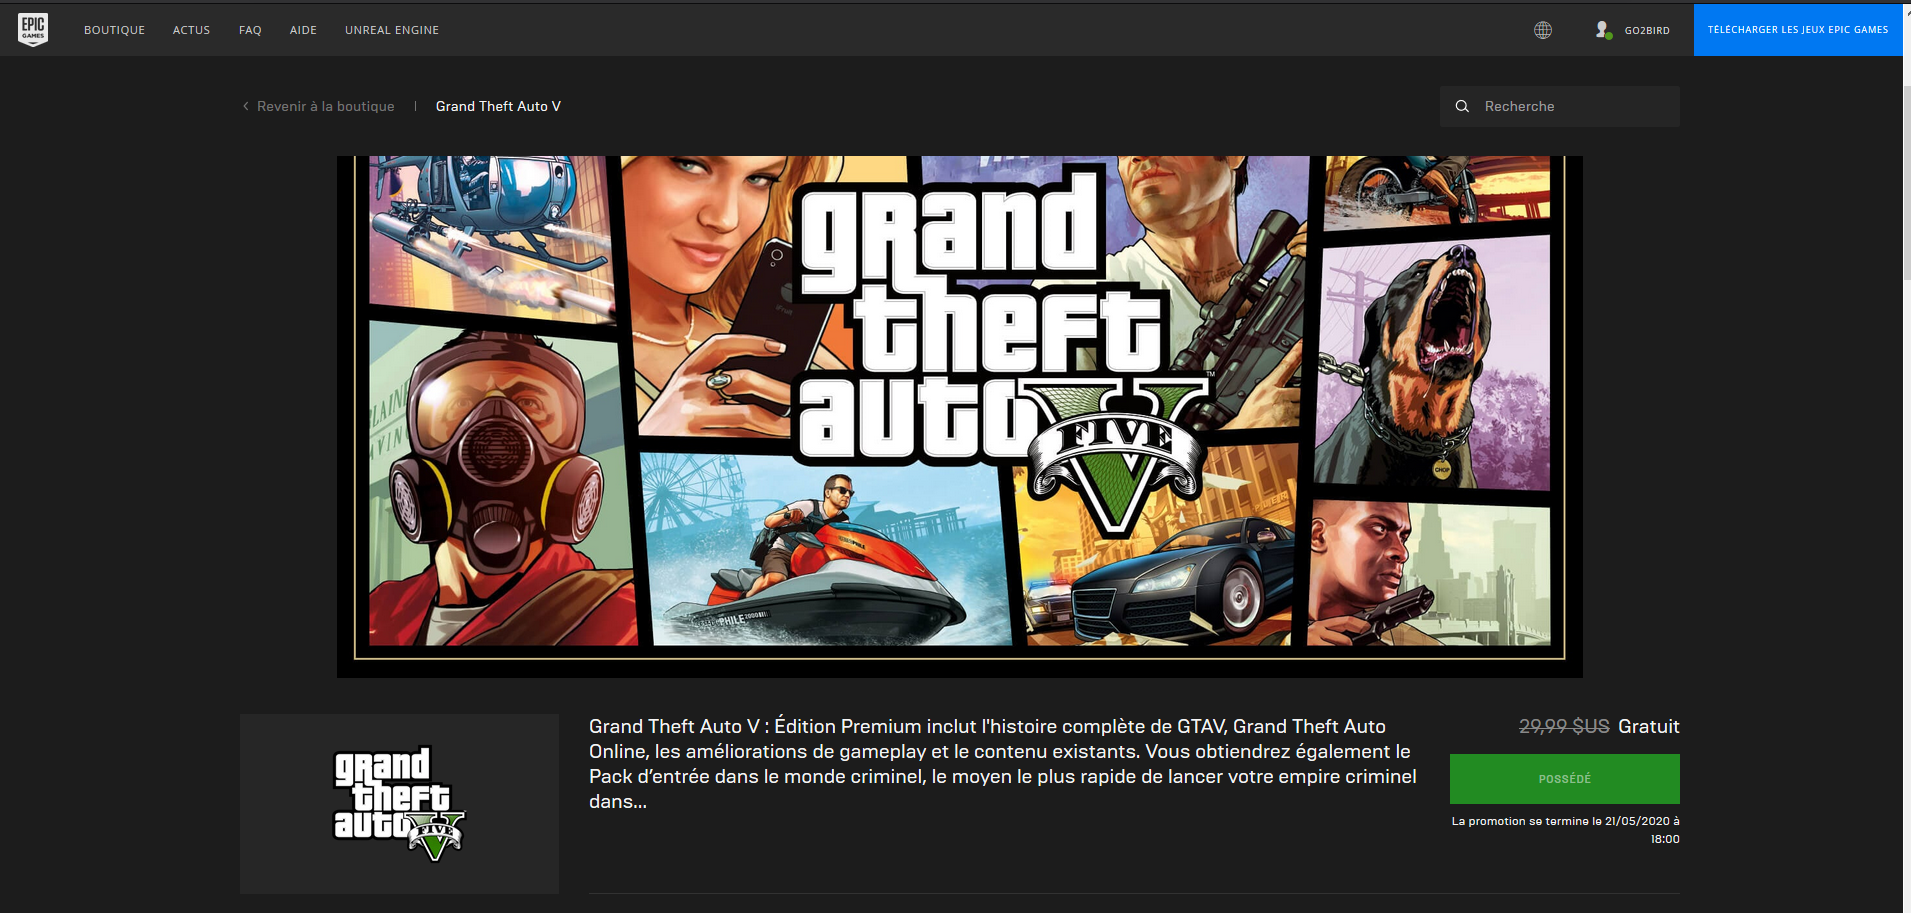 EPIC
GAMES
BOUTIQUE
ACTUS
FAQ
AIDE
UNREAL ENGINE
GO2BIRD
TÉLÉCHARGER LES JEUX EPIC GAMES
Revenir à la boutique
Grand Theft Auto V
Recherche
grand
theft
auto
V
FIVE
TM
CHOP
PHILE
Grand Theft Auto V : Édition Premium inclut l'histoire complète de GTAV, Grand Theft Auto
Online, les améliorations de gameplay et le contenu existants. Vous obtiendrez également le
Pack d’entrée dans le monde criminel, le moyen le plus rapide de lancer votre empire criminel
dans...
29,99 $US Gratuit
POSSÉDÉ
La promotion se termine le 21/05/2020 à
18:00
grand
theft
auto
V
FIVE